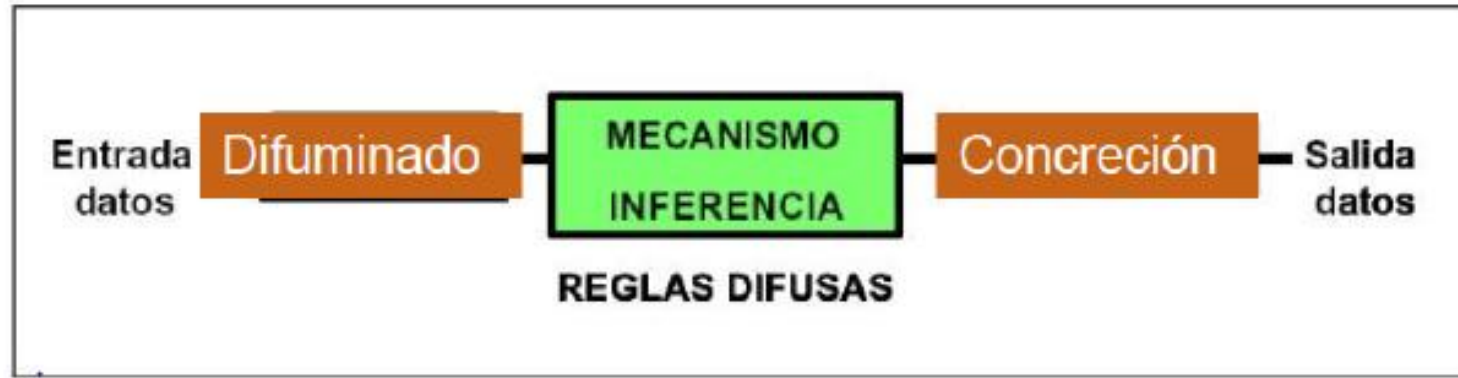 Entrada
datos
Difuminado
MECANISMO
INFERENCIA
REGLAS DIFUSAS
Concreción
Salida
datos